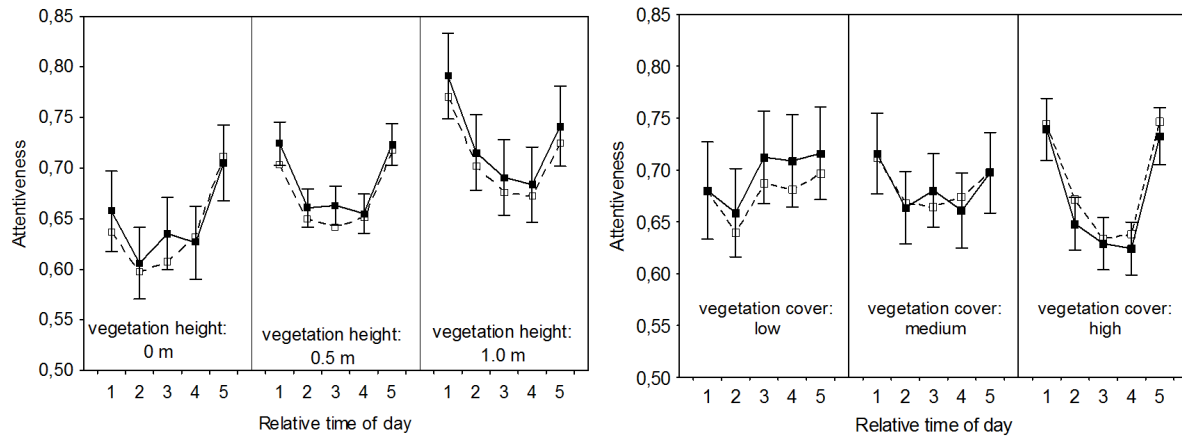 0,85
0,80
0,75
0,70
0,65
0,60
0,55
0,50
Attentiveness
vegetation height:
0 m
vegetation height:
0.5 m
vegetation height:
1.0 m
1 2 3 4 5 1 2 3 4 5 1 2 3 4 5
Relative time of day
0,85
0,80
0,75
0,70
0,65
0,60
0,55
0,50
Attentiveness
vegetation cover:
low
vegetation cover:
medium
vegetation cover:
high
1 2 3 4 5 1 2 3 4 5 1 2 3 4 5
Relative time of day